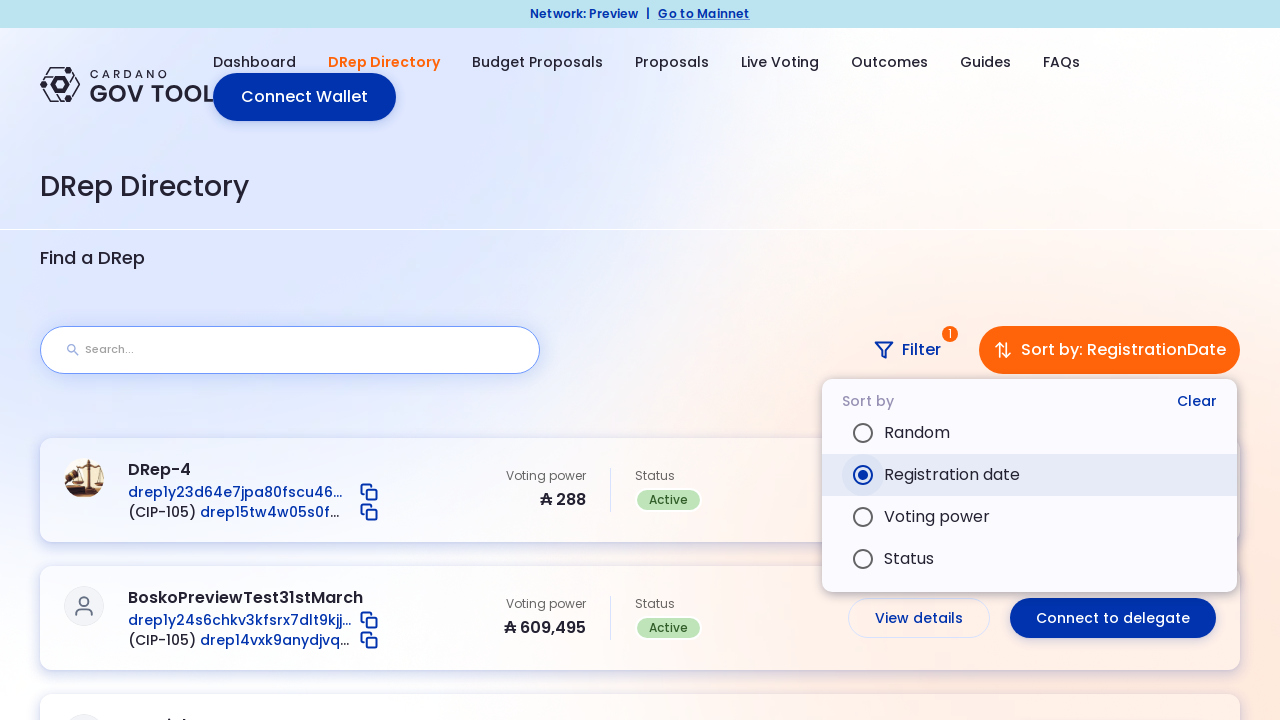 Network: Preview | Go to Mainnet
CARDANO
GOV TOOL
Dashboard DRep Directory Budget Proposals Proposals Live Voting Outcomes Guides FAQs
Connect Wallet
DRep Directory
Find a DRep
Search...
Filter
1
Sort by: RegistrationDate
Sort by
Clear
Random
Registration date
Voting power
Status
DRep-4
drep1y23d64e7jpa80fscu46...
(CIP-105) drep15tw4w05s0f...
Voting power
₳ 288
Status
Active
BoskoPreviewTest31stMarch
drep1y24s6chkv3kfsrx7dlt9kjj...
(CIP-105) drep14vxk9anydjvq...
Voting power
₳ 609,495
Status
Active
View details
Connect to delegate